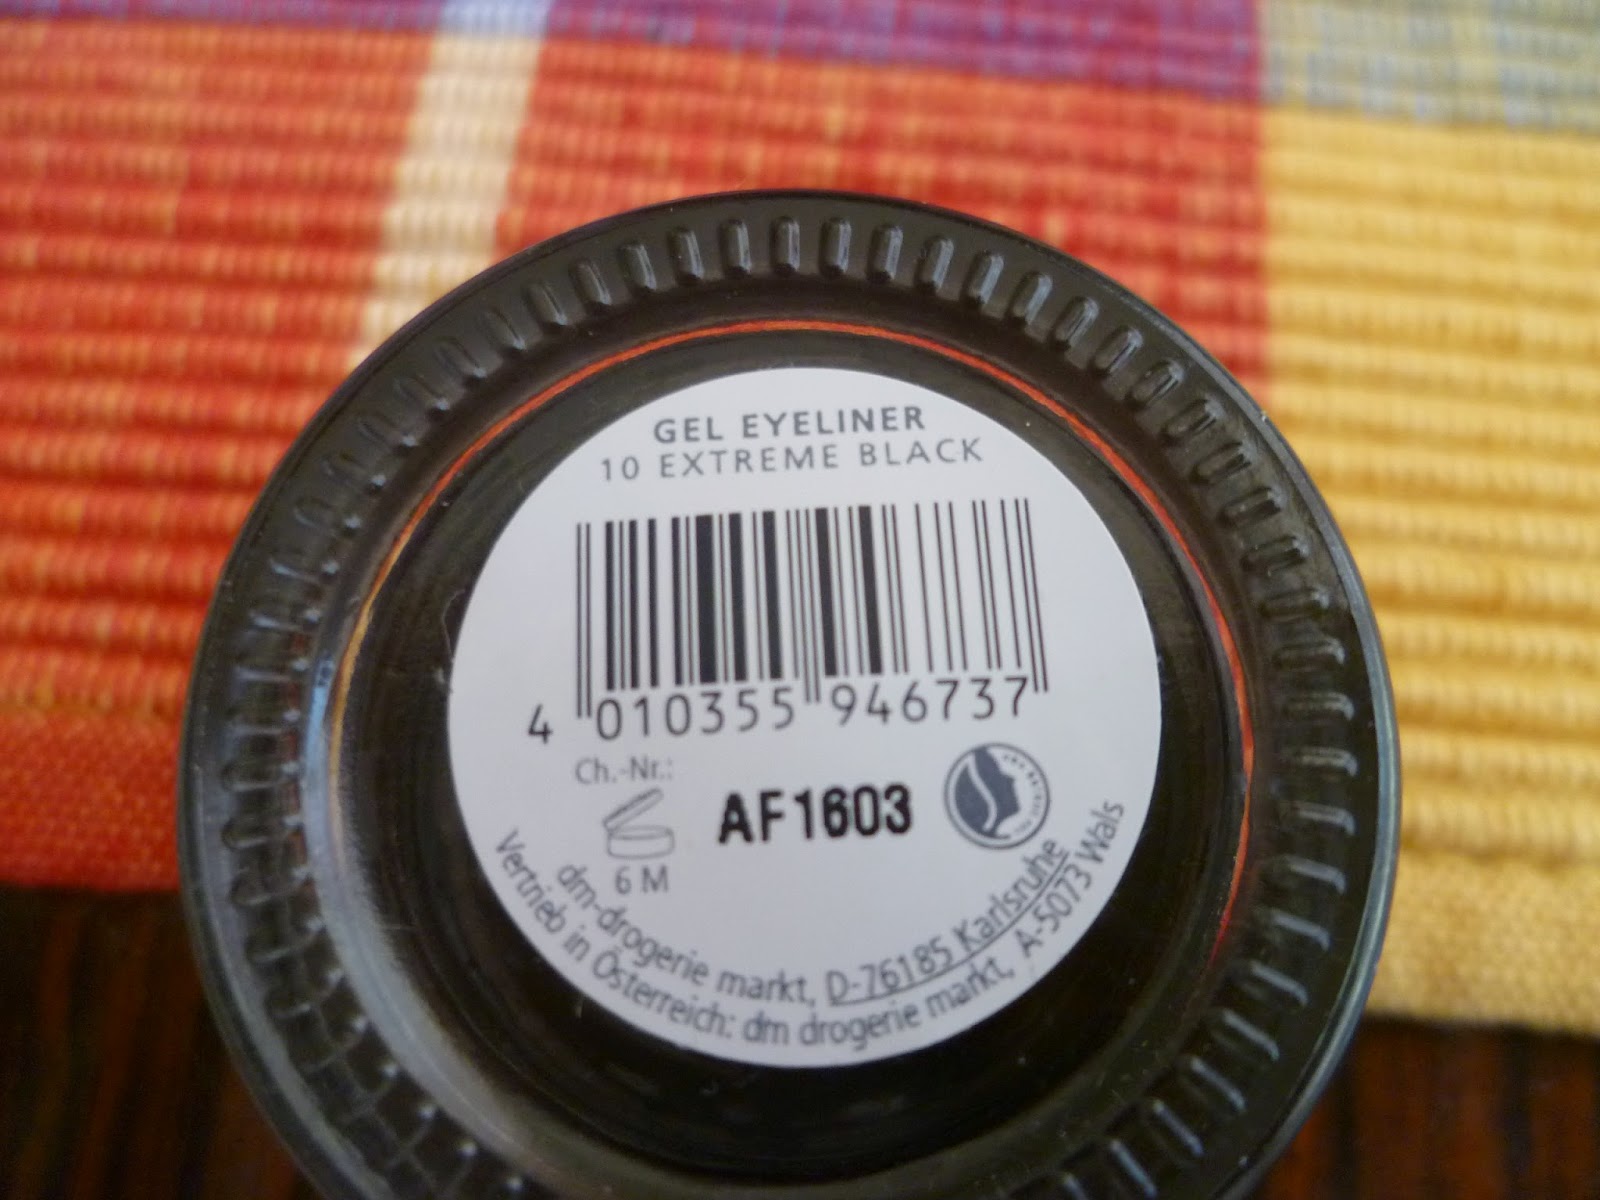 GEL EYELINER
10 EXTREME BLACK
4 010355 946737
Ch.-Nr.:
AF1603
6 M
dm-drogerie markt, D-76185 Karlsruhe
Vertrieb in Österreich: dm drogerie markt, A-5073 Wals